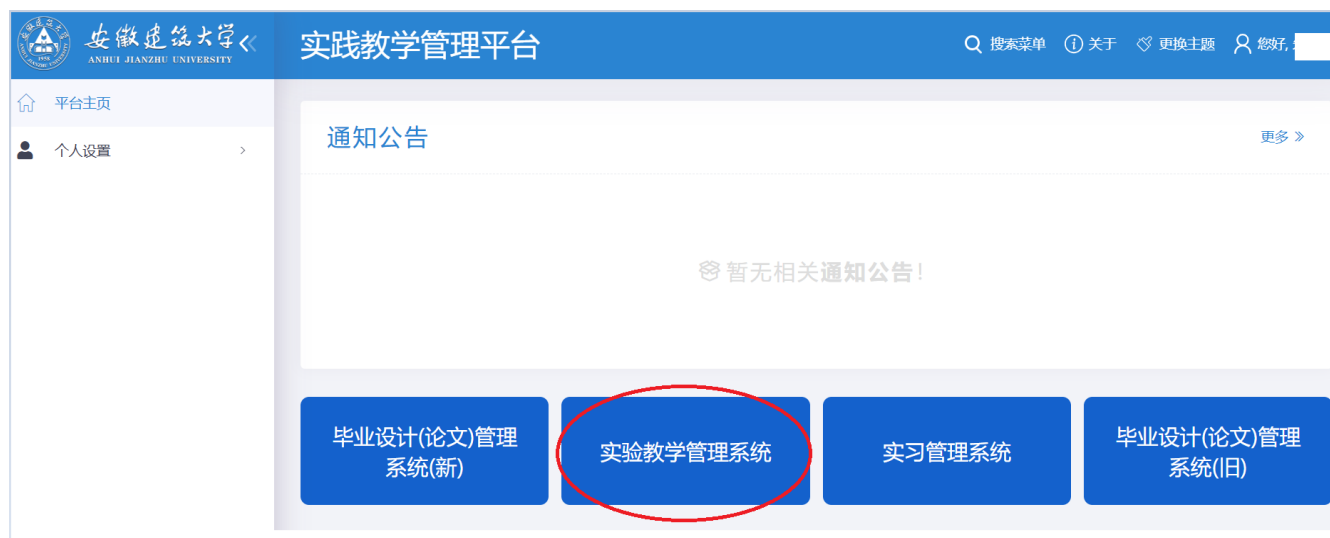 安徽建筑大学
ANHUI JIANZHU UNIVERSITY
实践教学管理平台
搜索菜单
关于
更换主题
您好,
平台主页
个人设置
通知公告
更多
暂无相关通知公告!
毕业设计(论文)管理
系统(新)
实验教学管理系统
实习管理系统
毕业设计(论文)管理
系统(旧)